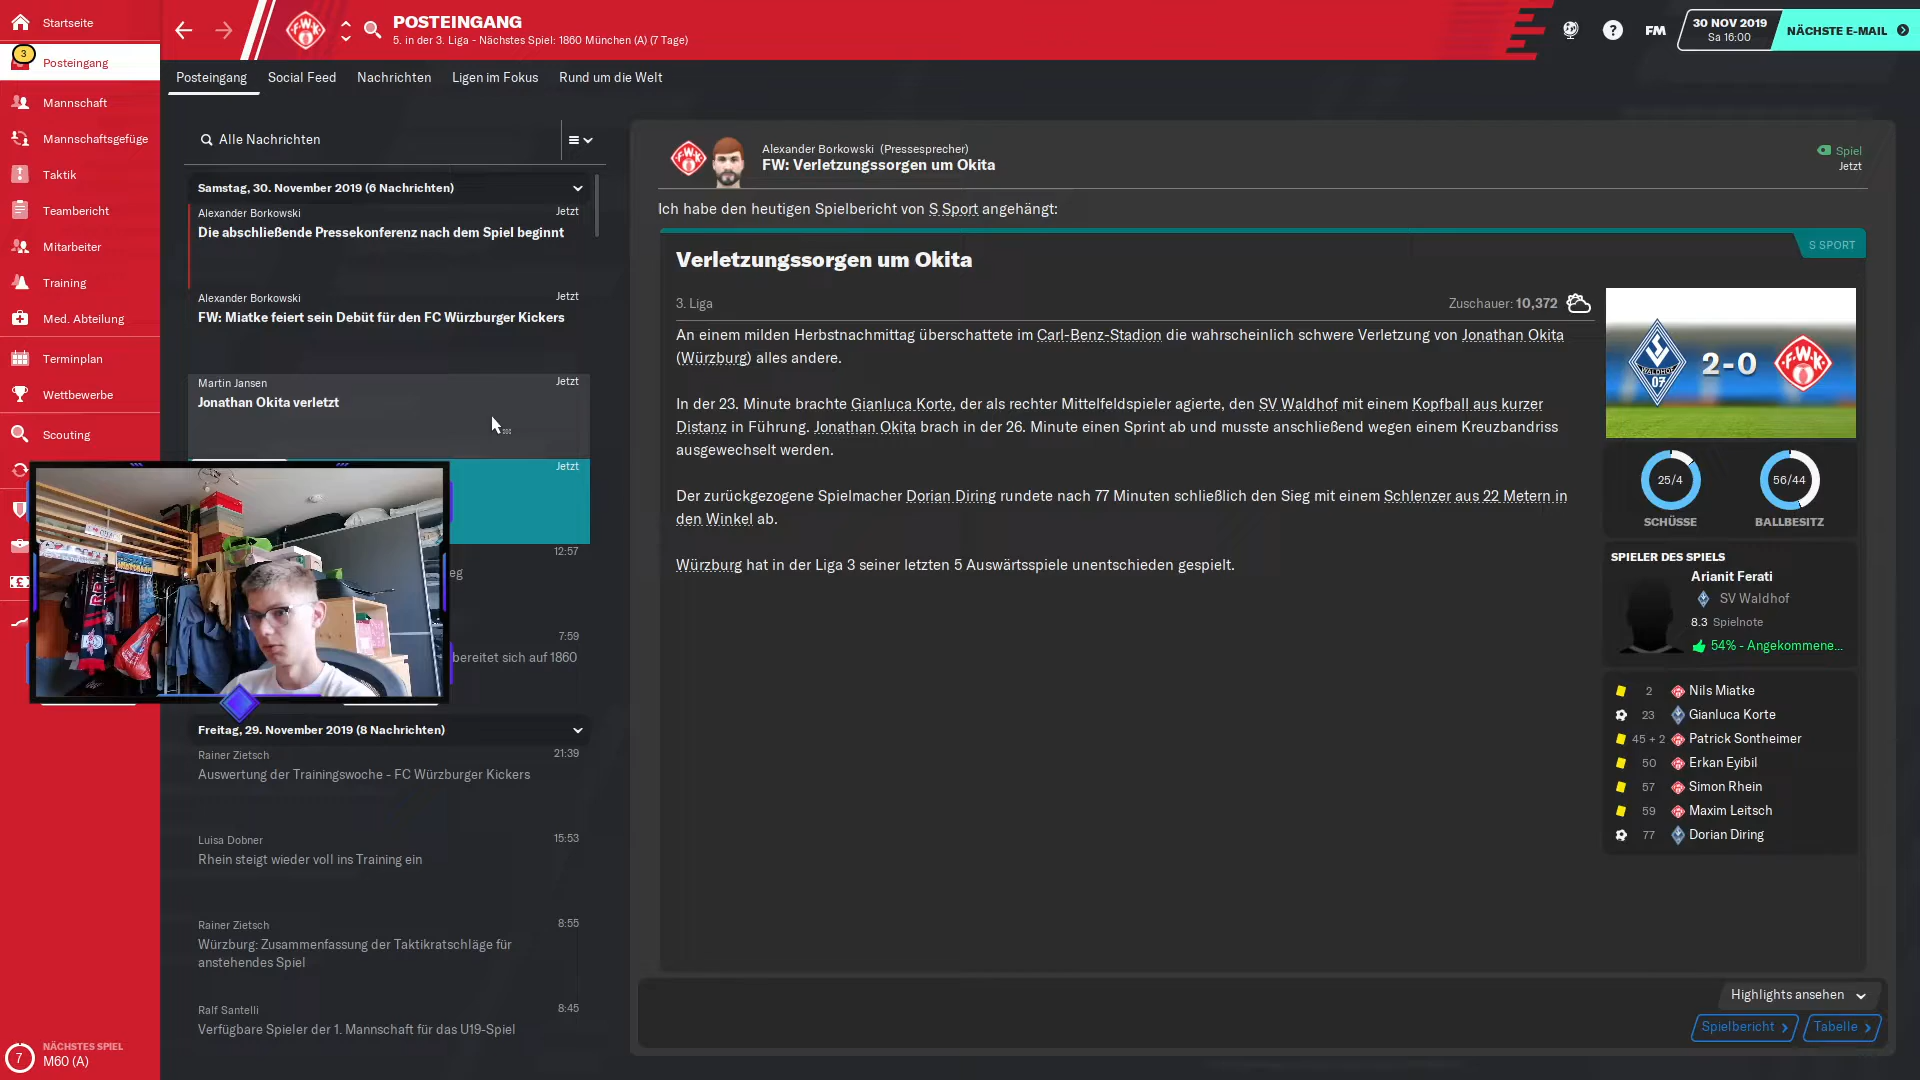 Startseite
3
Posteingang
Mannschaft
Mannschaftsgefüge
Taktik
Teambericht
Mitarbeiter
Training
Med. Abteilung
Terminplan
Wettbewerbe
Scouting
NÄCHSTES SPIEL
7
M60 (A)
FWK
POSTEINGANG
5. in der 3. Liga - Nächstes Spiel: 1860 München (A) (7 Tage)
FM
30 NOV 2019
Sa 16:00
NÄCHSTE E-MAIL
Posteingang
Social Feed
Nachrichten
Ligen im Fokus
Rund um die Welt
Alle Nachrichten
Samstag, 30. November 2019 (6 Nachrichten)
Alexander Borkowski
Jetzt
Die abschließende Pressekonferenz nach dem Spiel beginnt
Alexander Borkowski
Jetzt
FW: Miatke feiert sein Debüt für den FC Würzburger Kickers
Martin Jansen
Jetzt
Jonathan Okita verletzt
Jetzt
12:57
eg
7:59
bereitet sich auf 1860
Freitag, 29. November 2019 (8 Nachrichten)
Rainer Zietsch
21:39
Auswertung der Trainingswoche - FC Würzburger Kickers
Luisa Dobner
15:53
Rhein steigt wieder voll ins Training ein
Rainer Zietsch
8:55
Würzburg: Zusammenfassung der Taktikratschläge für
anstehendes Spiel
Ralf Santelli
8:45
Verfügbare Spieler der 1. Mannschaft für das U19-Spiel
FWK
Alexander Borkowski (Pressesprecher)
FW: Verletzungssorgen um Okita
Spiel
Jetzt
Ich habe den heutigen Spielbericht von S Sport angehängt:
S SPORT
Verletzungssorgen um Okita
3. Liga
Zuschauer: 10,372
An einem milden Herbstnachmittag überschattete im Carl-Benz-Stadion die wahrscheinlich schwere Verletzung von Jonathan Okita
(Würzburg) alles andere.
In der 23. Minute brachte Gianluca Korte, der als rechter Mittelfeldspieler agierte, den SV Waldhof mit einem Kopfball aus kurzer
Distanz in Führung. Jonathan Okita brach in der 26. Minute einen Sprint ab und musste anschließend wegen einem Kreuzbandriss
ausgewechselt werden.
Der zurückgezogene Spielmacher Dorian Diring rundete nach 77 Minuten schließlich den Sieg mit einem Schlenzer aus 22 Metern in
den Winkel ab.
Würzburg hat in der Liga 3 seiner letzten 5 Auswärtsspiele unentschieden gespielt.
WALDHOF
07
2-0
FWK
25/4
SCHÜSSE
56/44
BALLBESITZ
SPIELER DES SPIELS
Arianit Ferati
SV Waldhof
8.3 Spielnote
54% - Angekommene...
2 Nils Miatke
23 Gianluca Korte
45 + 2 Patrick Sontheimer
50 Erkan Eyibil
57 Simon Rhein
59 Maxim Leitsch
77 Dorian Diring
Highlights ansehen
Spielbericht
Tabelle